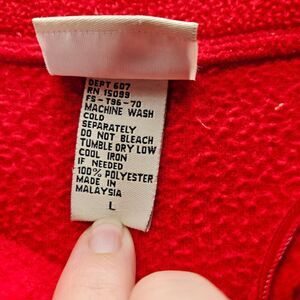 DEPT 607
RN 15099
FS-T96-70
MACHINE WASH
COLD
SEPARATELY
DO NOT BLEACH
TUMBLE DRY LOW
COOL IRON
IF NEEDED
100% POLYESTER
MADE IN
MALAYSIA
L